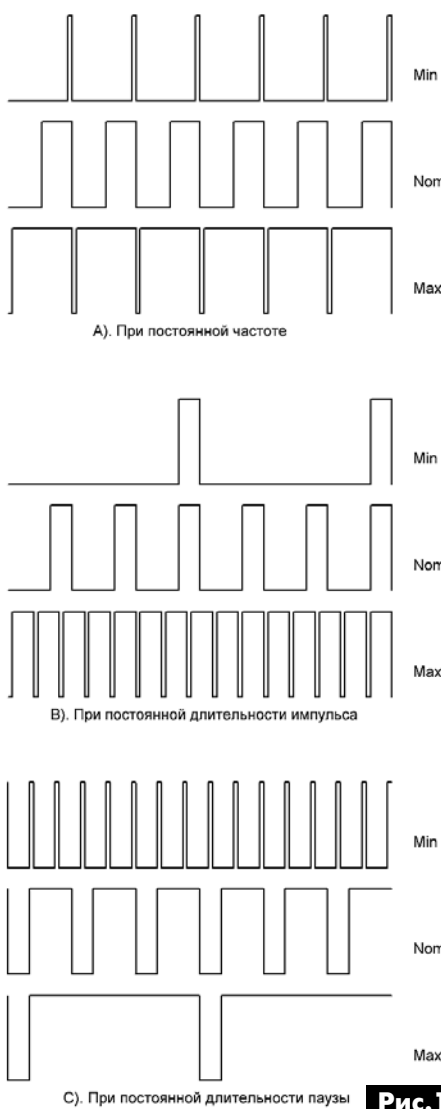 Min
Nom
Max
А). При постоянной частоте
Min
Nom
Max
В). При постоянной длительности импульса
Min
Nom
Max
С). При постоянной длительности паузы
Рис.